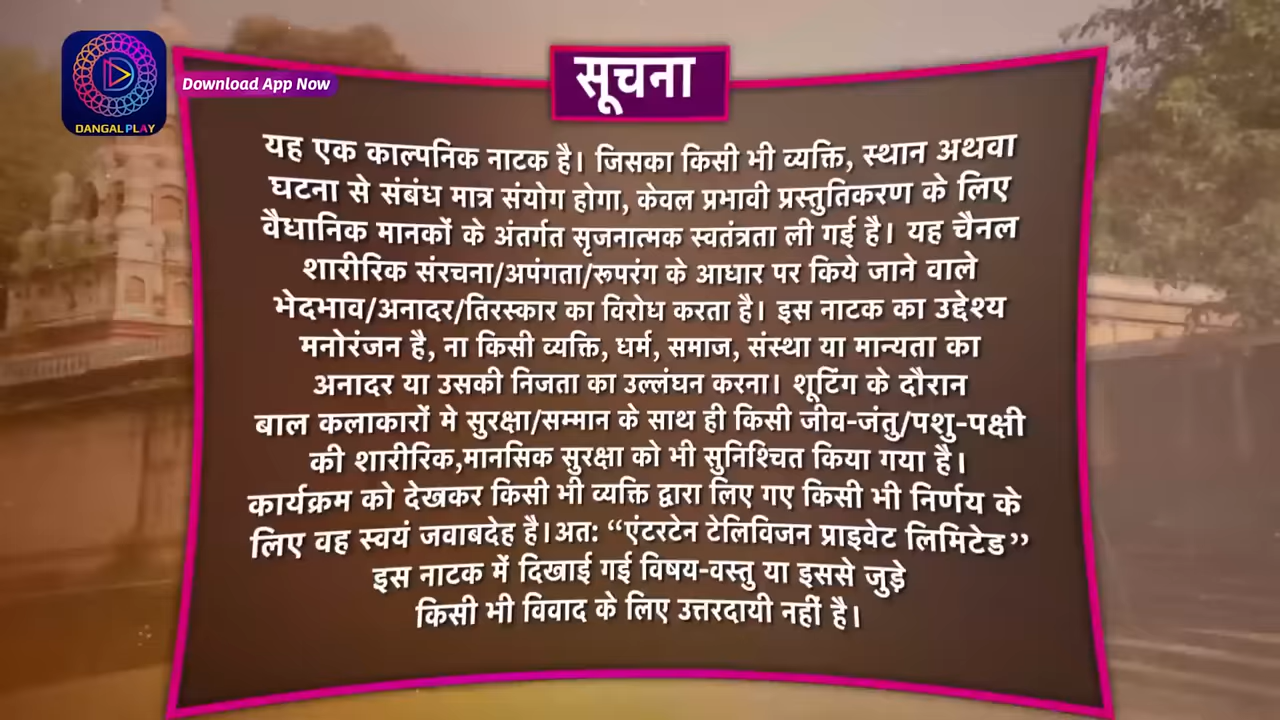 सूचना
DANGAL PLAY
Download App Now
यह एक काल्पनिक नाटक है। जिसका किसी भी व्यक्ति, स्थान अथवा
घटना से संबंध मात्र संयोग होगा, केवल प्रभावी प्रस्तुतिकरण के लिए
वैधानिक मानकों के अंतर्गत सृजनात्मक स्वतंत्रता ली गई है। यह चैनल
शारीरिक संरचना/अपंगता/रूपरंग के आधार पर किये जाने वाले
भेदभाव/अनादर/तिरस्कार का विरोध करता है। इस नाटक का उद्देश्य
मनोरंजन है, ना किसी व्यक्ति, धर्म, समाज, संस्था या मान्यता का
अनादर या उसकी निजता का उल्लंघन करना। शूटिंग के दौरान
बाल कलाकारों मे सुरक्षा/सम्मान के साथ ही किसी जीव-जंतु/पशु-पक्षी
की शारीरिक,मानसिक सुरक्षा को भी सुनिश्चित किया गया है।
कार्यक्रम को देखकर किसी भी व्यक्ति द्वारा लिए गए किसी भी निर्णय के
लिए वह स्वयं जवाबदेह है।अत: “एंटरटेन टेलिविजन प्राइवेट लिमिटेड”
इस नाटक में दिखाई गई विषय-वस्तु या इससे जुड़े
किसी भी विवाद के लिए उत्तरदायी नहीं है।